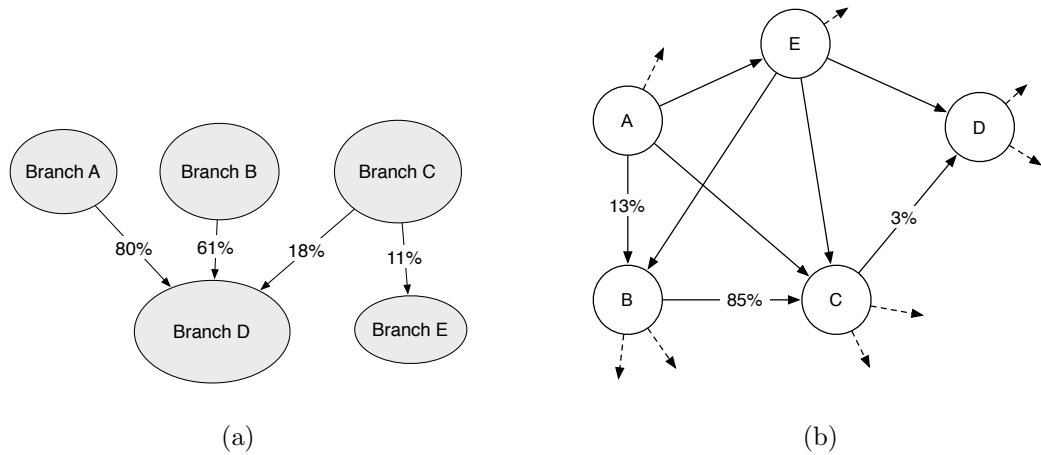 Branch A
Branch B
Branch C
80%
61%
18%
11%
Branch D
Branch E
(a)
E
A
D
13%
3%
B
85%
C
(b)